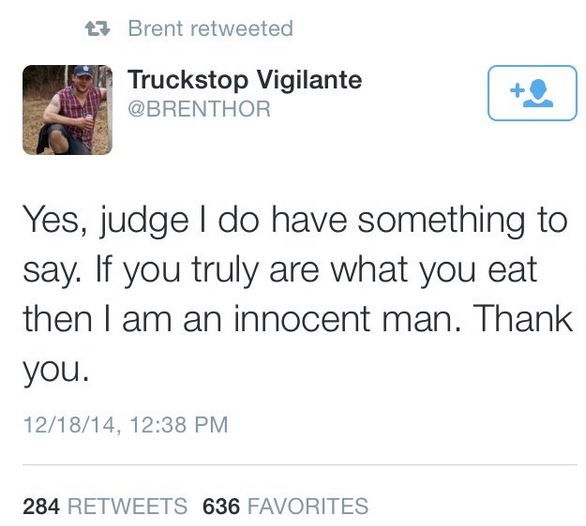 Brent retweeted
Truckstop Vigilante
@BRENTHOR
Yes, judge I do have something to
say. If you truly are what you eat
then I am an innocent man. Thank
you.
12/18/14, 12:38 PM
284 RETWEETS 636 FAVORITES